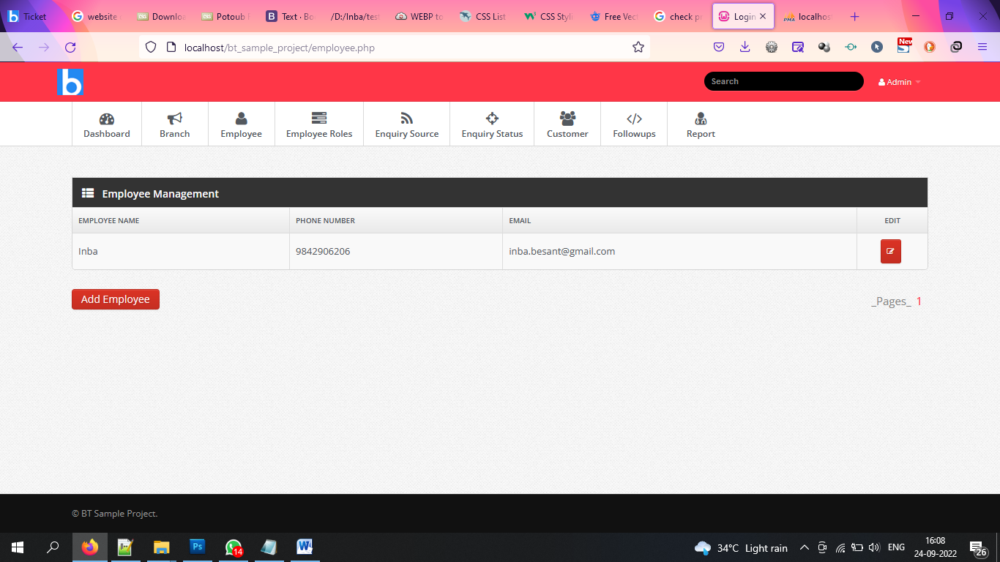 Ticket
website
Downloa
Potoub
Text · Bo
/D:/Inba/tes
WEBP to
CSS List
CSS Styli
Free Vect
check pr
Login
localhost
localhost/bt_sample_project/employee.php
New
b
Search
Admin
Dashboard
Branch
Employee
Employee Roles
Enquiry Source
Enquiry Status
Customer
Followups
Report
Employee Management
EMPLOYEE NAME
PHONE NUMBER
EMAIL
EDIT
Inba
9842906206
inba.besant@gmail.com
Add Employee
_Pages_ 1
© BT Sample Project.
Ps
14
W
34°C Light rain
ENG
16:08
24-09-2022
26